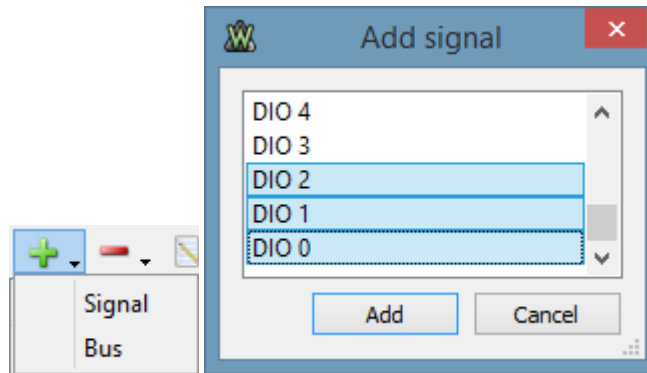 Signal
Bus
Add signal
DIO 4
DIO 3
DIO 2
DIO 1
DIO 0
Add
Cancel